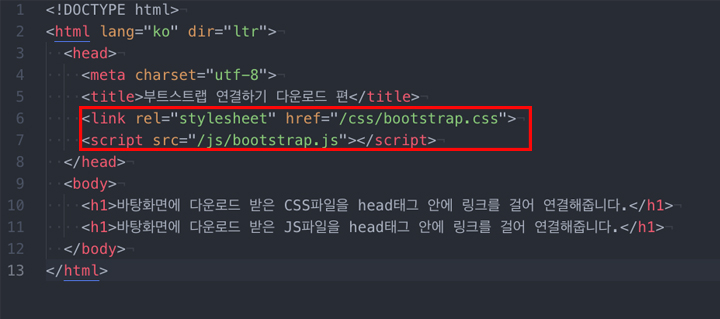 1 <!DOCTYPE html>
2 <html lang="ko" dir="ltr">
3 <head>
4 <meta charset="utf-8">
5 <title>부트스트랩 연결하기 다운로드 편</title>
6 <link rel="stylesheet" href="/css/bootstrap.css">
7 <script src="/js/bootstrap.js"></script>
8 </head>
9 <body>
10 <h1>바탕화면에 다운로드 받은 CSS파일을 head태그 안에 링크를 걸어 연결해줍니다.</h1>
11 <h1>바탕화면에 다운로드 받은 JS파일을 head태그 안에 링크를 걸어 연결해줍니다.</h1>
12 </body>
13 </html>